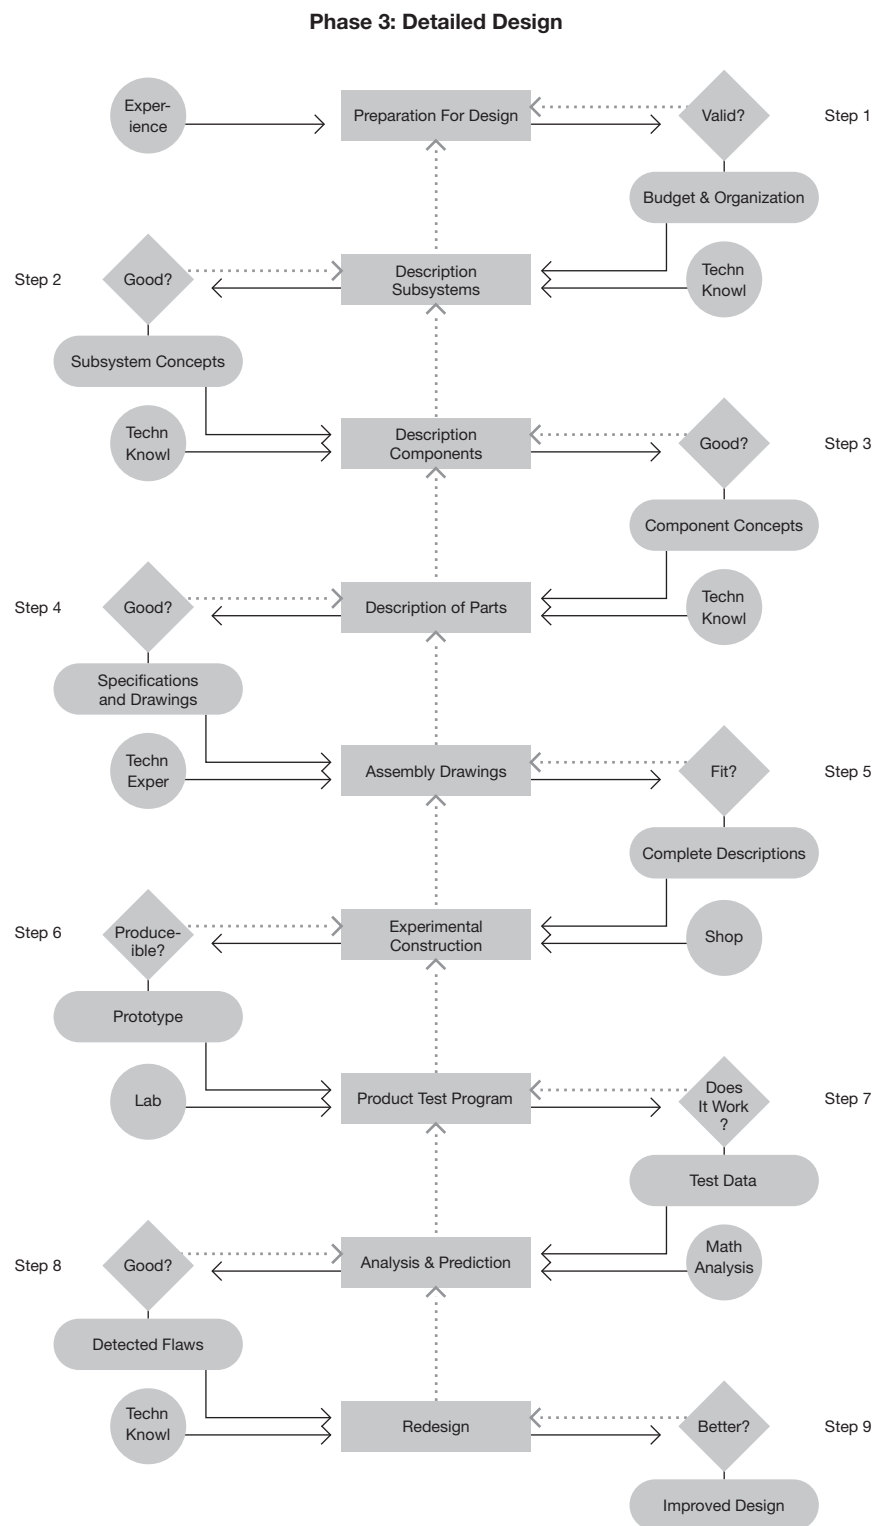 Phase 3: Detailed Design
Exper-
ience
Preparation For Design
Valid?
Step 1
Budget & Organization
Step 2
Good?
Description
Subsystems
Techn
Knowl
Subsystem Concepts
Techn
Knowl
Description
Components
Good?
Step 3
Component Concepts
Step 4
Good?
Description of Parts
Techn
Knowl
Specifications
and Drawings
Techn
Exper
Assembly Drawings
Fit?
Step 5
Complete Descriptions
Step 6
Produce-
ible?
Experimental
Construction
Shop
Prototype
Lab
Product Test Program
Does
It Work
?
Step 7
Test Data
Step 8
Good?
Analysis & Prediction
Math
Analysis
Detected Flaws
Techn
Knowl
Redesign
Better?
Step 9
Improved Design